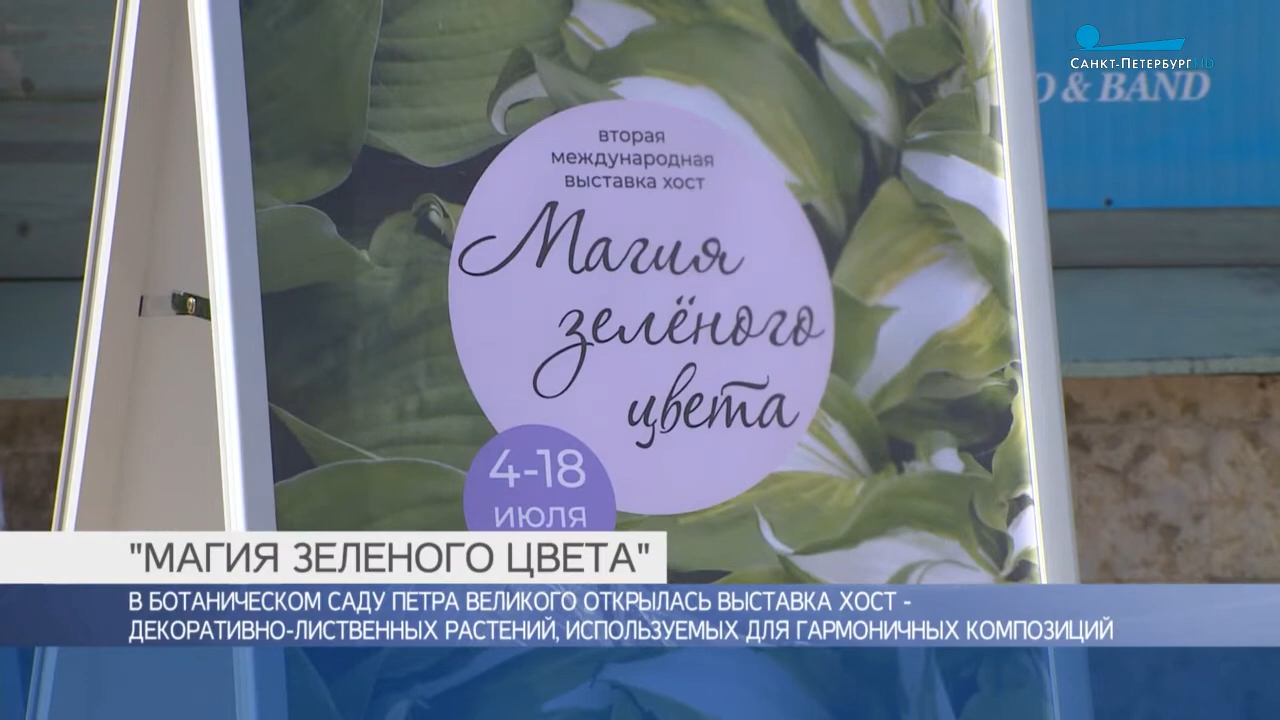 Санкт-Петербург HD
O & BAND
вторая
международная
выставка хост
Магия
зелёного
цвета
4-18
июля
"МАГИЯ ЗЕЛЕНОГО ЦВЕТА"
В БОТАНИЧЕСКОМ САДУ ПЕТРА ВЕЛИКОГО ОТКРЫЛАСЬ ВЫСТАВКА ХОСТ -
ДЕКОРАТИВНО-ЛИСТВЕННЫХ РАСТЕНИЙ, ИСПОЛЬЗУЕМЫХ ДЛЯ ГАРМОНИЧНЫХ КОМПОЗИЦИЙ